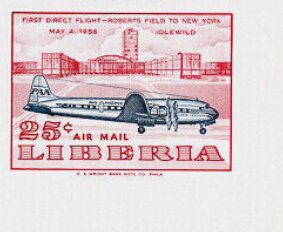 FIRST DIRECT FLIGHT—ROBERTS FIELD TO NEW YORK
MAY 4, 1956 IDLEWILD
PAA
25¢ AIR MAIL
LIBERIA
C. A. WRIGHT BANK NOTE CO. PHILA